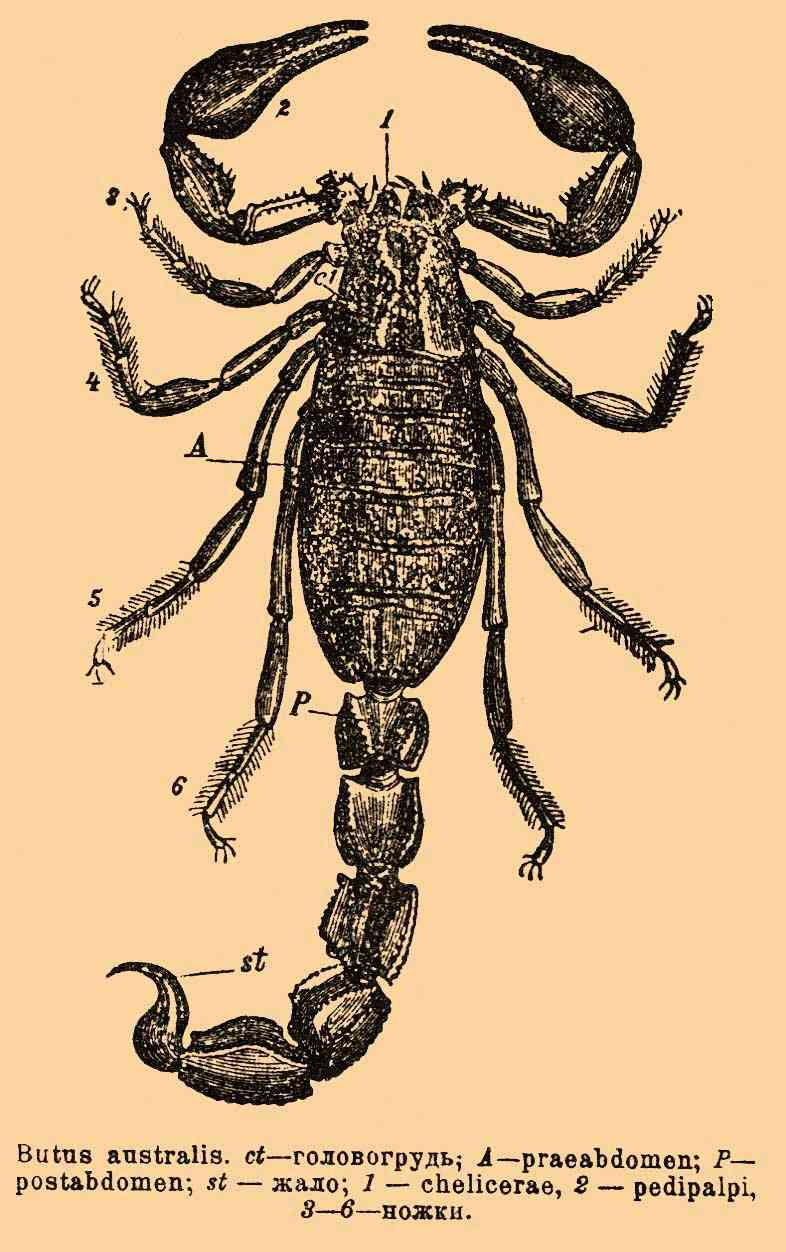 1
2
3
ct
4
A
5
P
6
st
Butus australis. ct—головогрудь; A—praeabdomen; P—
postabdomen; st — жало; 1 — chelicerae, 2 — pedipalpi,
3—6—ножки.